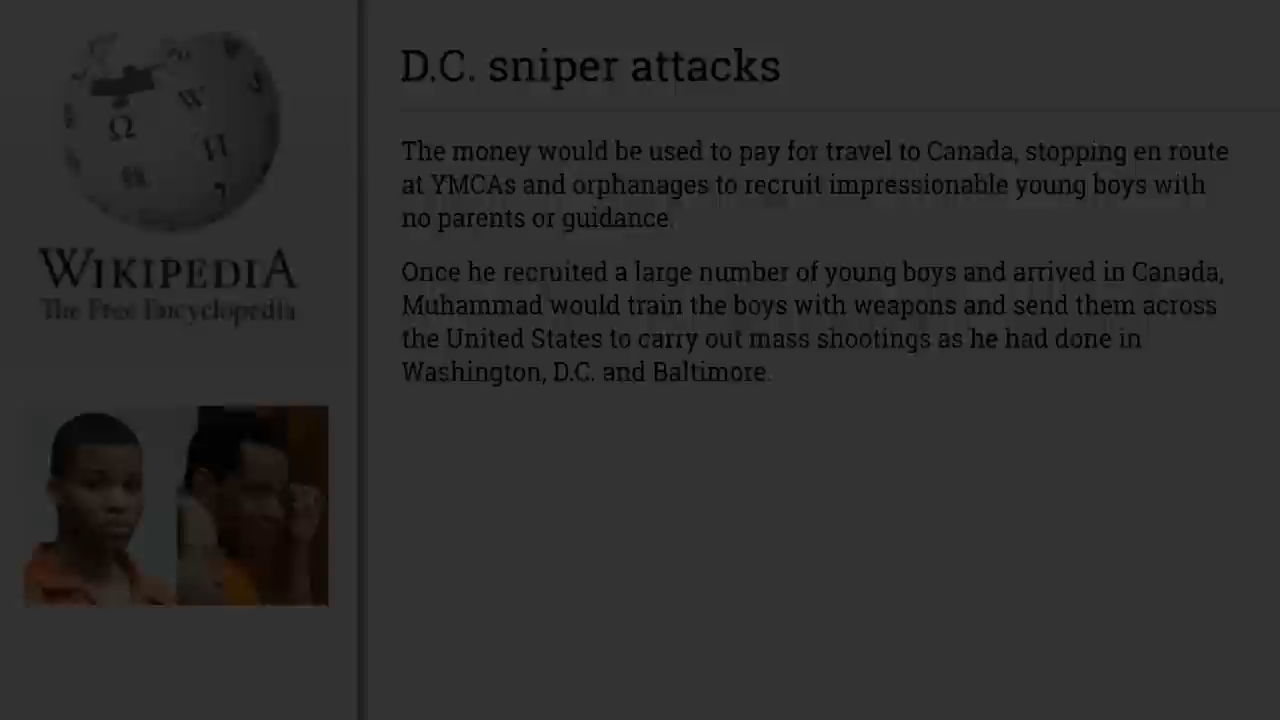 Ω
W
И
WIKIPEDIA
The Free Encyclopedia
D.C. sniper attacks
The money would be used to pay for travel to Canada, stopping en route
at YMCAs and orphanages to recruit impressionable young boys with
no parents or guidance.
Once he recruited a large number of young boys and arrived in Canada,
Muhammad would train the boys with weapons and send them across
the United States to carry out mass shootings as he had done in
Washington, D.C. and Baltimore.